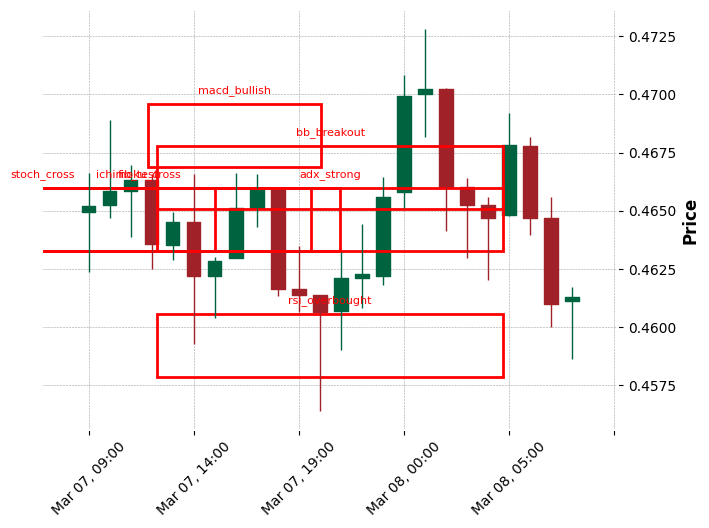 0.4725
macd_bullish
0.4700
bb_breakout
0.4675
stoch_cross
adx_strong
0.4650
Price
0.4625
rsi_overbought
0.4600
0.4575
Mar 07, 09:00
Mar 07, 14:00
Mar 07, 19:00
Mar 08, 00:00
Mar 08, 05:00